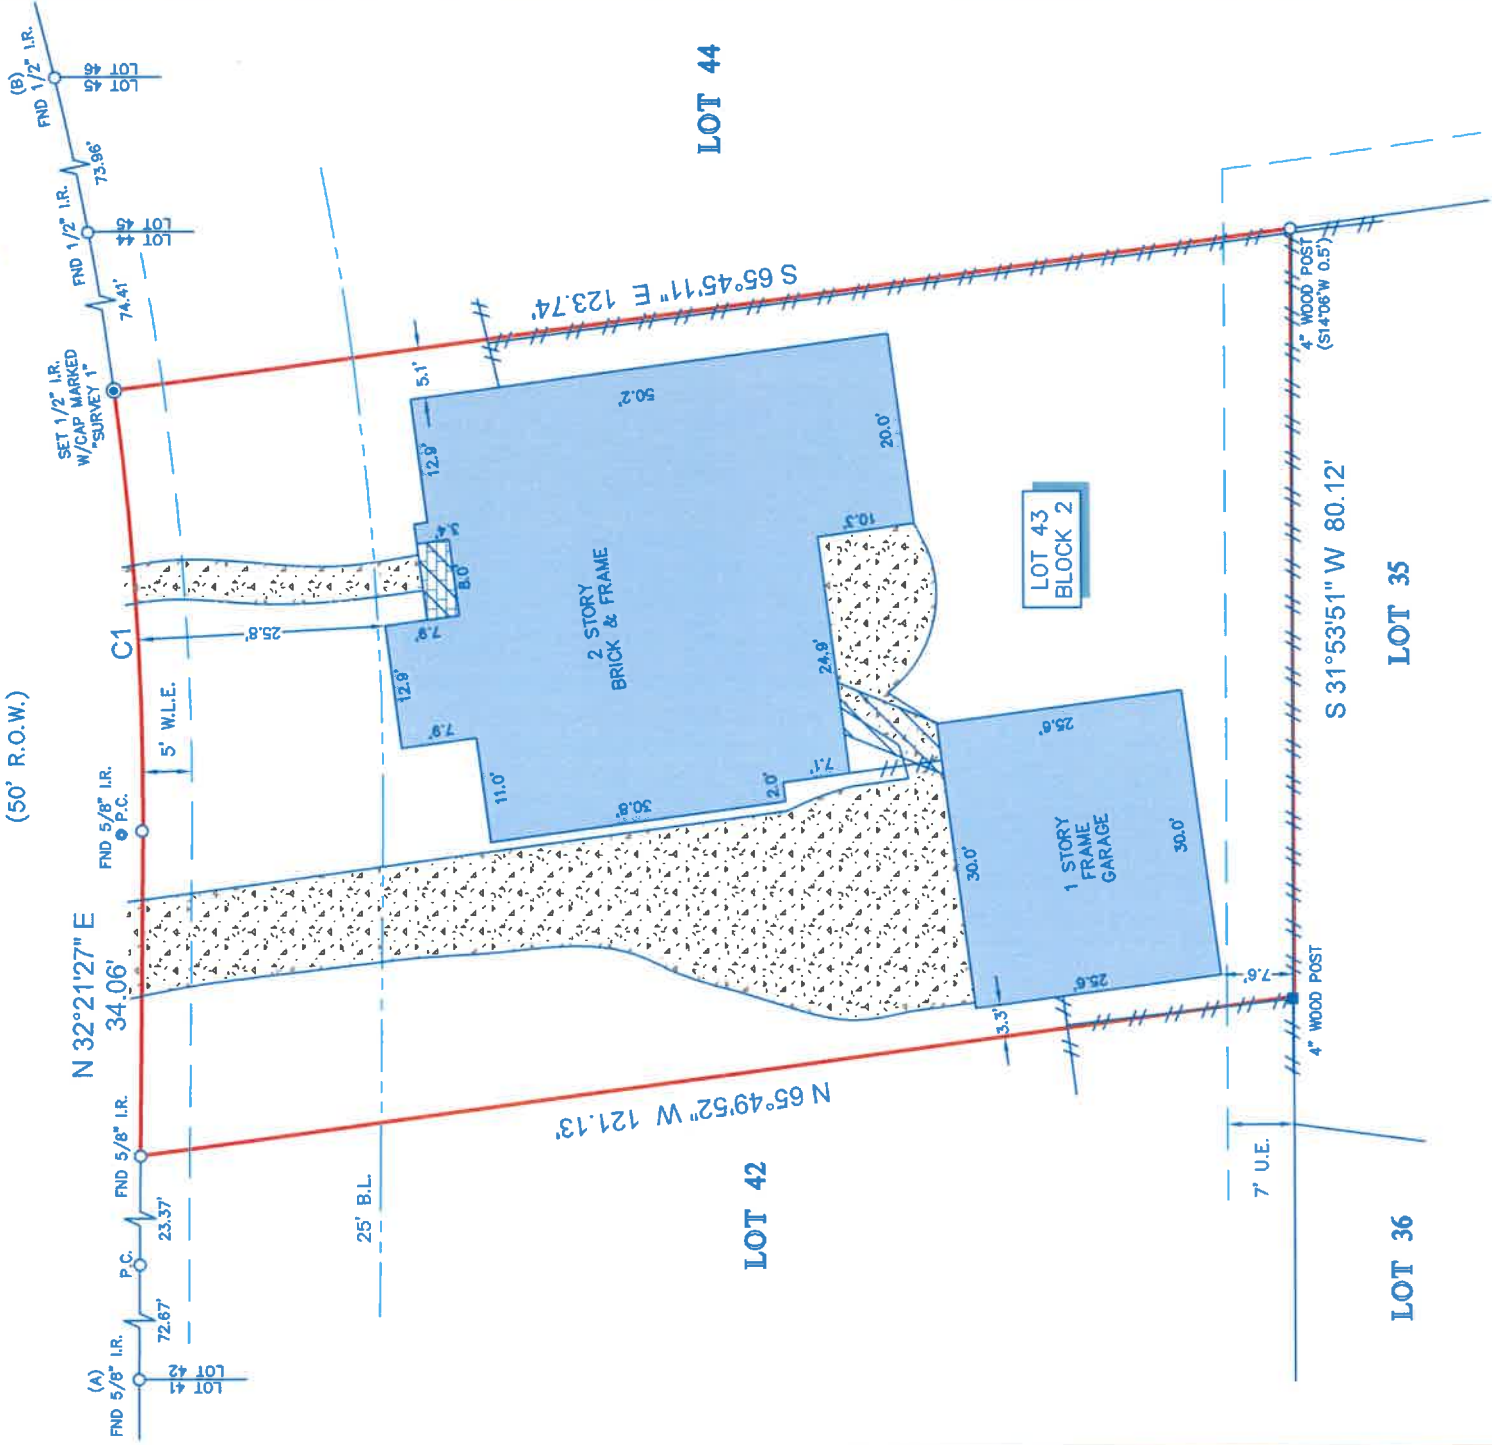 (50' R.O.W.)
(B)
FND 1/2" I.R.
LOT 46
LOT 45
73.96'
FND 1/2" I.R.
LOT 45
LOT 44
74.41'
SET 1/2" I.R.
W/CAP MARKED
"SURVEY 1"
C1
5' W.L.E.
FND 5/8" I.R.
P.C.
N 32°21'27" E
34.06'
FND 5/8" I.R.
23.37'
P.C.
72.67'
(A)
FND 5/8" I.R.
LOT 42
LOT 41
25' B.L.
25.8'
LOT 44
S 65°45'11" E 123.74'
5.1'
12.9'
3.4'
8.0'
7.9'
12.9'
7.9'
11.0'
30.8'
2.0'
7.1'
24.9'
10.3'
20.0'
50.2'
2 STORY
BRICK & FRAME
LOT 43
BLOCK 2
1 STORY
FRAME
GARAGE
30.0'
25.6'
30.0'
25.6'
3.3'
7.6'
N 65°49'52" W 121.13'
LOT 42
4" WOOD POST
(S14°06'W 0.5')
S 31°53'51" W 80.12'
LOT 35
4" WOOD POST
7' U.E.
LOT 36